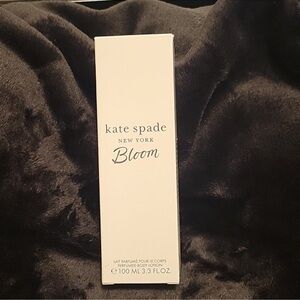 kate spade
NEW YORK
Bloom
LAIT PARFUMÉ POUR LE CORPS
PERFUMED BODY LOTION
℮ 100 ML 3.3 FL.OZ.